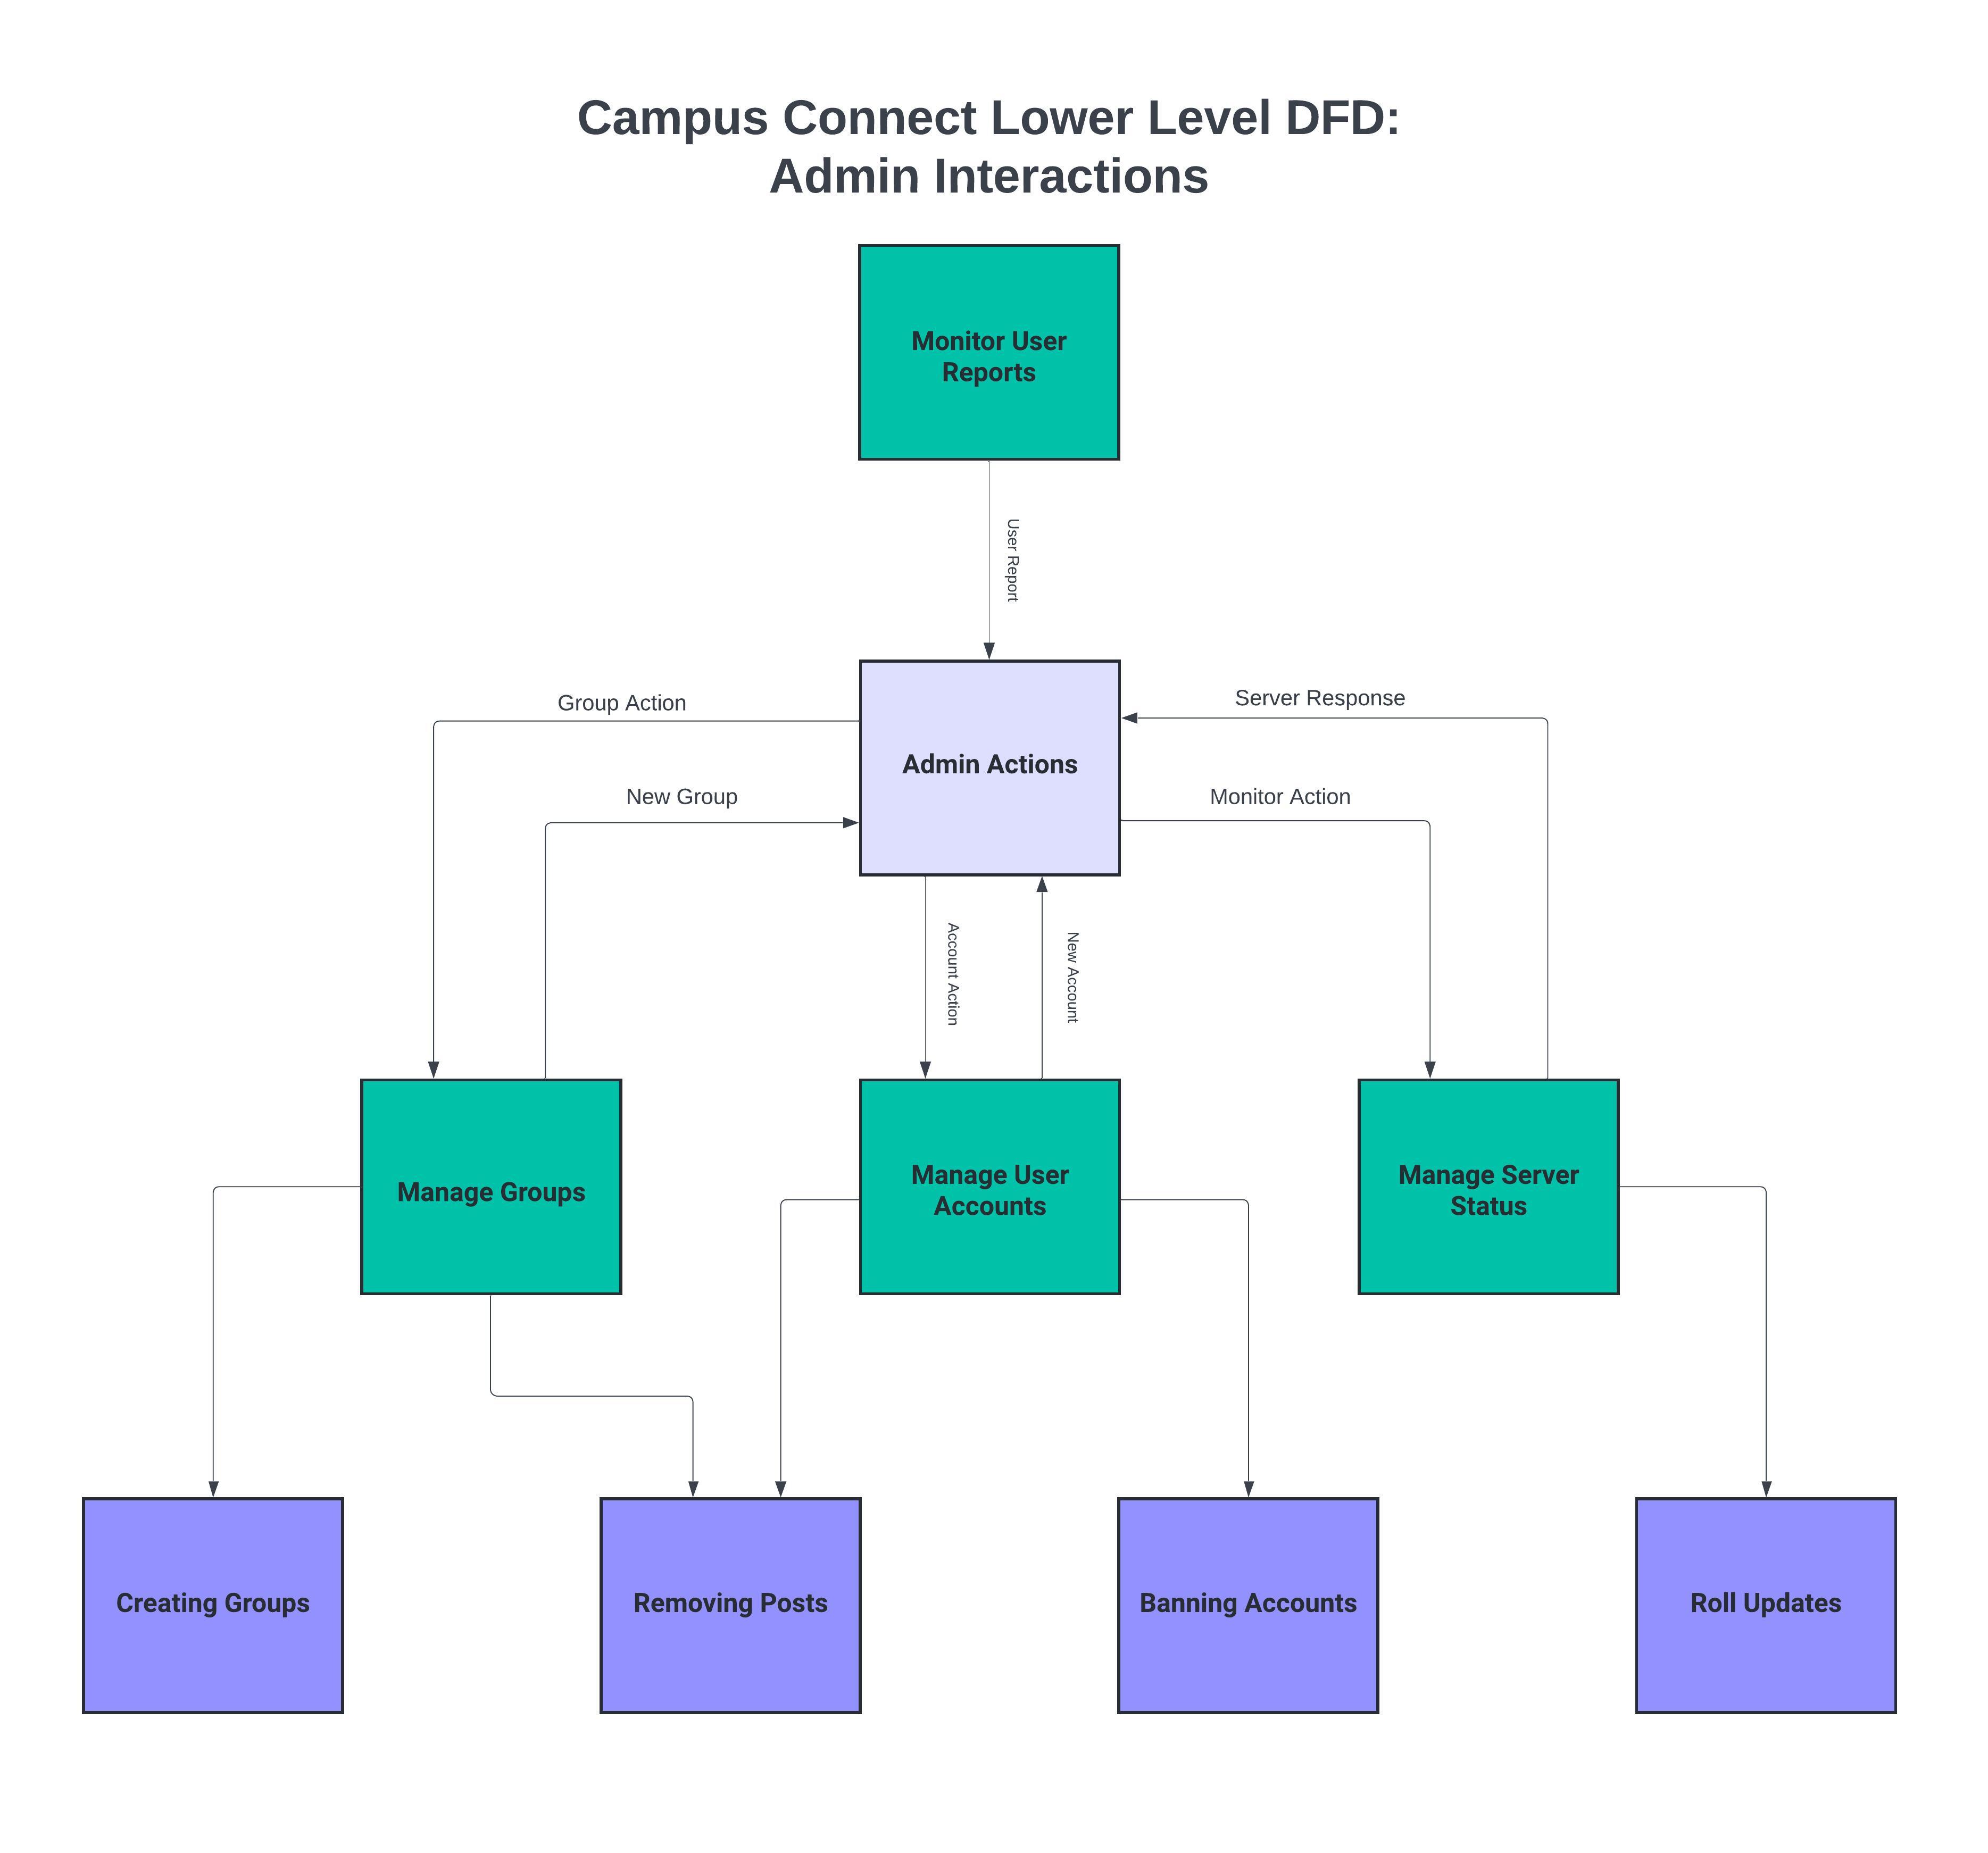 Campus Connect Lower Level DFD:
Admin Interactions
Monitor User
Reports
User Report
Group Action
Server Response
Admin Actions
New Group
Monitor Action
Account Action
New Account
Manage Groups
Manage User
Accounts
Manage Server
Status
Creating Groups
Removing Posts
Banning Accounts
Roll Updates